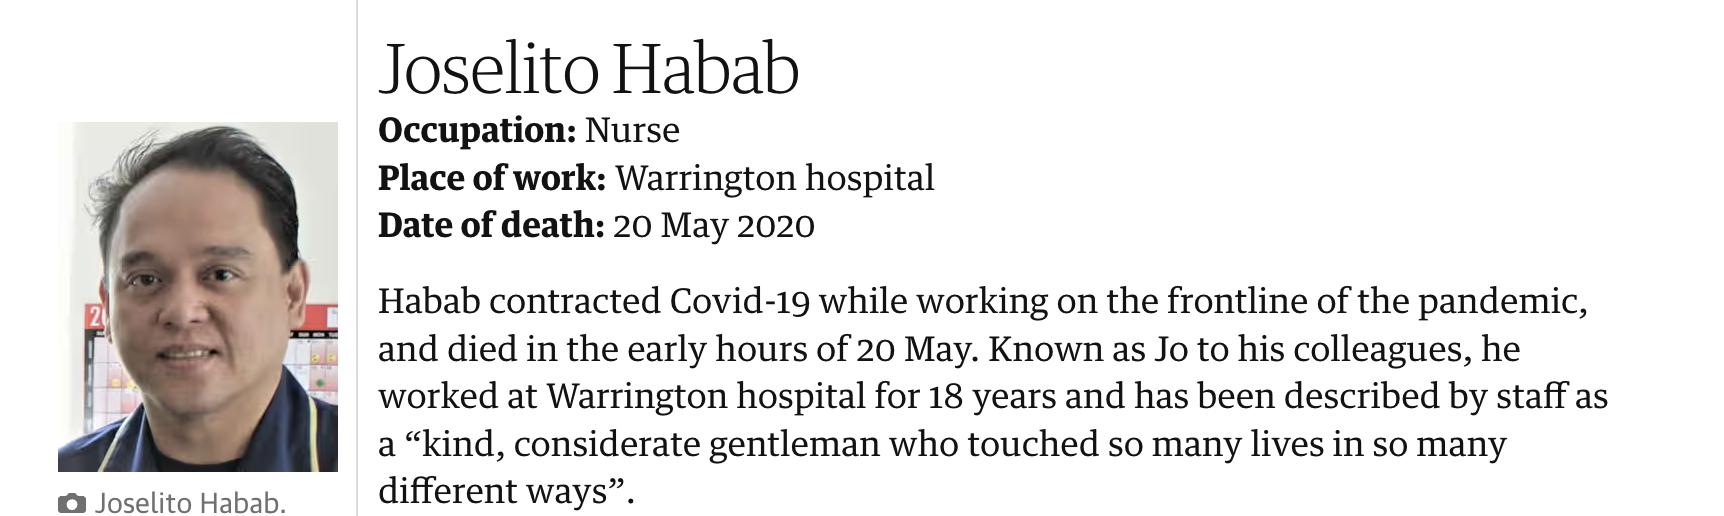 Joselito Habab
Occupation: Nurse
Place of work: Warrington hospital
Date of death: 20 May 2020
Habab contracted Covid-19 while working on the frontline of the pandemic,
and died in the early hours of 20 May. Known as Jo to his colleagues, he
worked at Warrington hospital for 18 years and has been described by staff as
a “kind, considerate gentleman who touched so many lives in so many
different ways”.
Joselito Habab.